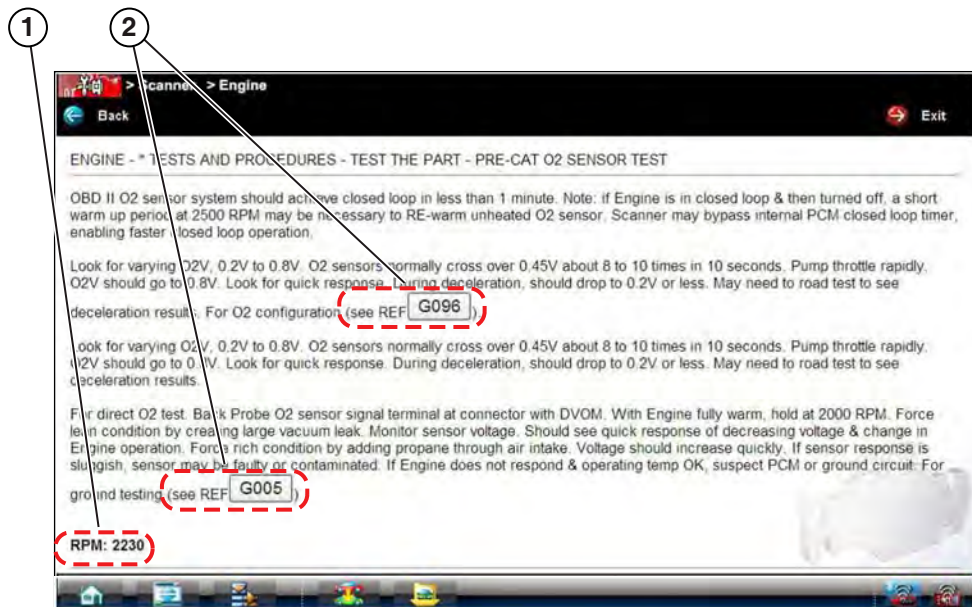 1 2
> Scanner > Engine
Back Exit
ENGINE - * TESTS AND PROCEDURES - TEST THE PART - PRE-CAT O2 SENSOR TEST
OBD II O2 sensor system should achieve closed loop in less than 1 minute. Note: if Engine is in closed loop & then turned off, a short
warm up period at 2500 RPM may be necessary to RE-warm unheated O2 sensor. Scanner may bypass internal PCM closed loop timer,
enabling faster closed loop operation.
Look for varying O2V, 0.2V to 0.8V. O2 sensors normally cross over 0.45V about 8 to 10 times in 10 seconds. Pump throttle rapidly.
O2V should go to 0.8V. Look for quick response. During deceleration, should drop to 0.2V or less. May need to road test to see
deceleration results. For O2 configuration (see REF G096 ).
Look for varying O2V, 0.2V to 0.8V. O2 sensors normally cross over 0.45V about 8 to 10 times in 10 seconds. Pump throttle rapidly.
O2V should go to 0.8V. Look for quick response. During deceleration, should drop to 0.2V or less. May need to road test to see
deceleration results.
For direct O2 test. Back Probe O2 sensor signal terminal at connector with DVOM. With Engine fully warm, hold at 2000 RPM. Force
lean condition by creating large vacuum leak. Monitor sensor voltage. Should see quick response of decreasing voltage & change in
Engine operation. Force rich condition by adding propane through air intake. Voltage should increase quickly. If sensor response is
sluggish, sensor may be faulty or contaminated. If Engine does not respond & operating temp OK, suspect PCM or ground circuit. For
ground testing (see REF G005 )
RPM: 2230